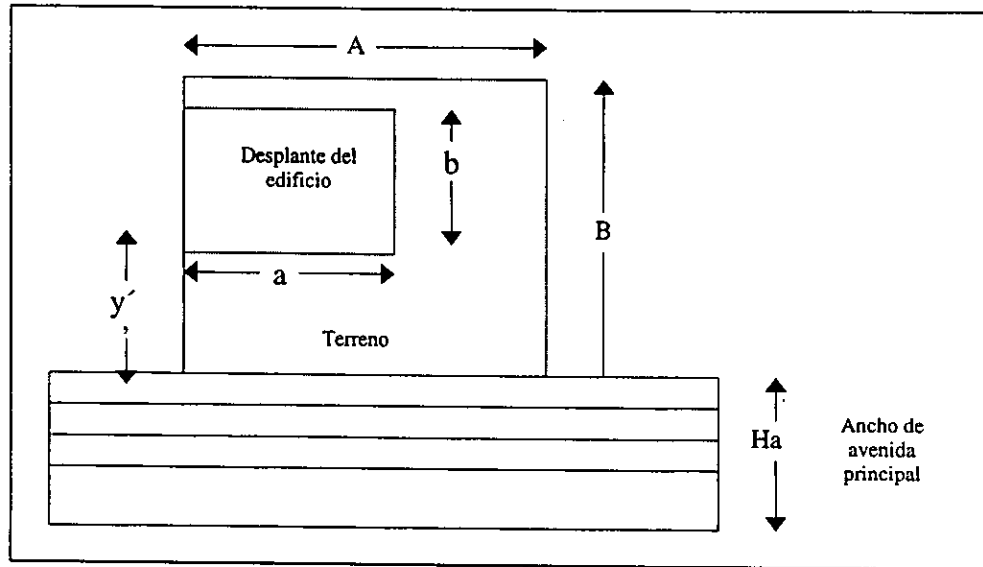 A
Desplante del
edificio
b
B
a
y´,
Terreno
Ha
Ancho de
avenida
principal